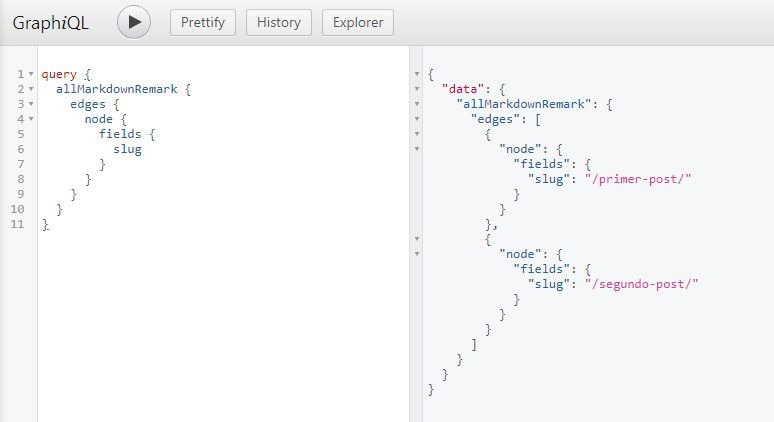 GraphiQL Prettify History Explorer
1 query {
2 allMarkdownRemark {
3 edges {
4 node {
5 fields {
6 slug
7 }
8 }
9 }
10 }
11 }
{
"data": {
"allMarkdownRemark": {
"edges": [
{
"node": {
"fields": {
"slug": "/primer-post/"
}
}
},
{
"node": {
"fields": {
"slug": "/segundo-post/"
}
}
}
]
}
}
}